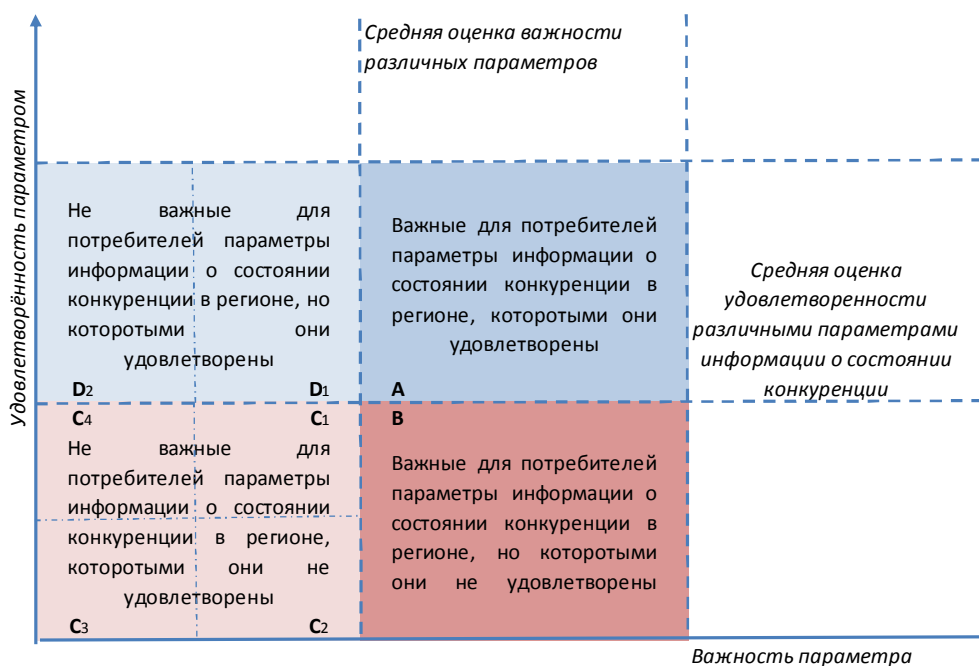 Средняя оценка важности
различных параметров
Удовлетворённость параметром
Не важные для
потребителей параметры
информации о состоянии
конкуренции в регионе, но
которотыми они
удовлетворены
D2 D1
Важные для потребителей
параметры информации о
состоянии конкуренции в
регионе, которотыми они
удовлетворены
A
Средняя оценка
удовлетворенности
различными параметрами
информации о состоянии
конкуренции
C4 C1
Не важные для
потребителей параметры
информации о состоянии
конкуренции в регионе,
которотыми они не
удовлетворены
C3 C2
B
Важные для потребителей
параметры информации о
состоянии конкуренции в
регионе, но которотыми
они не удовлетворены
Важность параметра